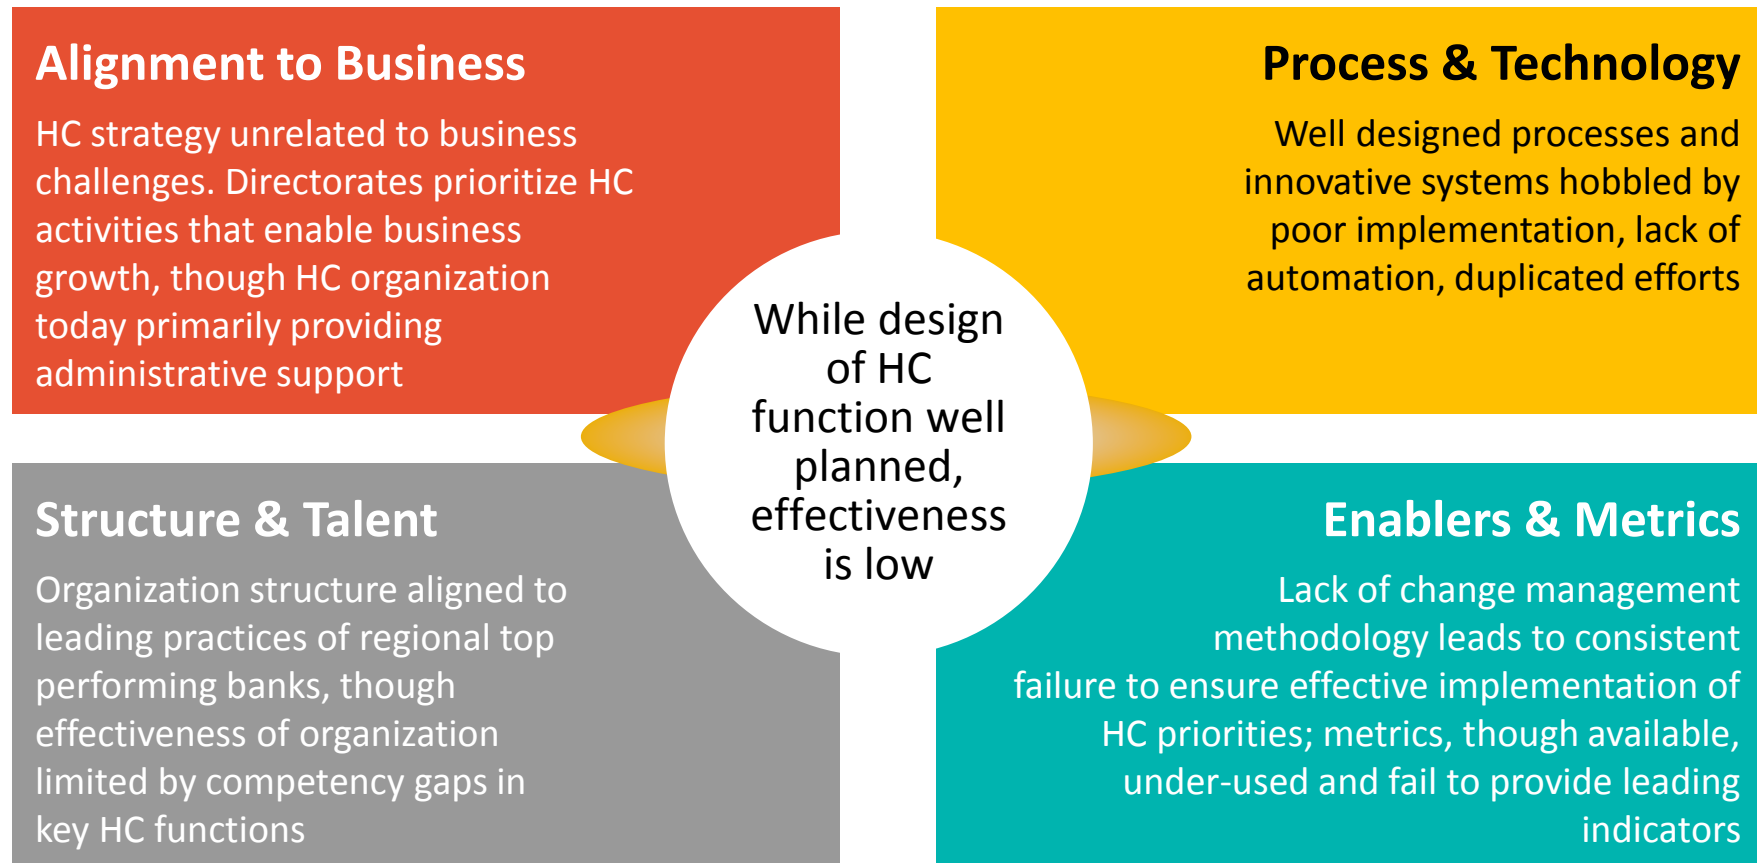 Alignment to Business
HC strategy unrelated to business
challenges. Directorates prioritize HC
activities that enable business
growth, though HC organization
today primarily providing
administrative support
Process & Technology
Well designed processes and
innovative systems hobbled by
poor implementation, lack of
automation, duplicated efforts
While design
of HC
function well
planned,
effectiveness
is low
Structure & Talent
Organization structure aligned to
leading practices of regional top
performing banks, though
effectiveness of organization
limited by competency gaps in
key HC functions
Enablers & Metrics
Lack of change management
methodology leads to consistent
failure to ensure effective implementation of
HC priorities; metrics, though available,
under-used and fail to provide leading
indicators